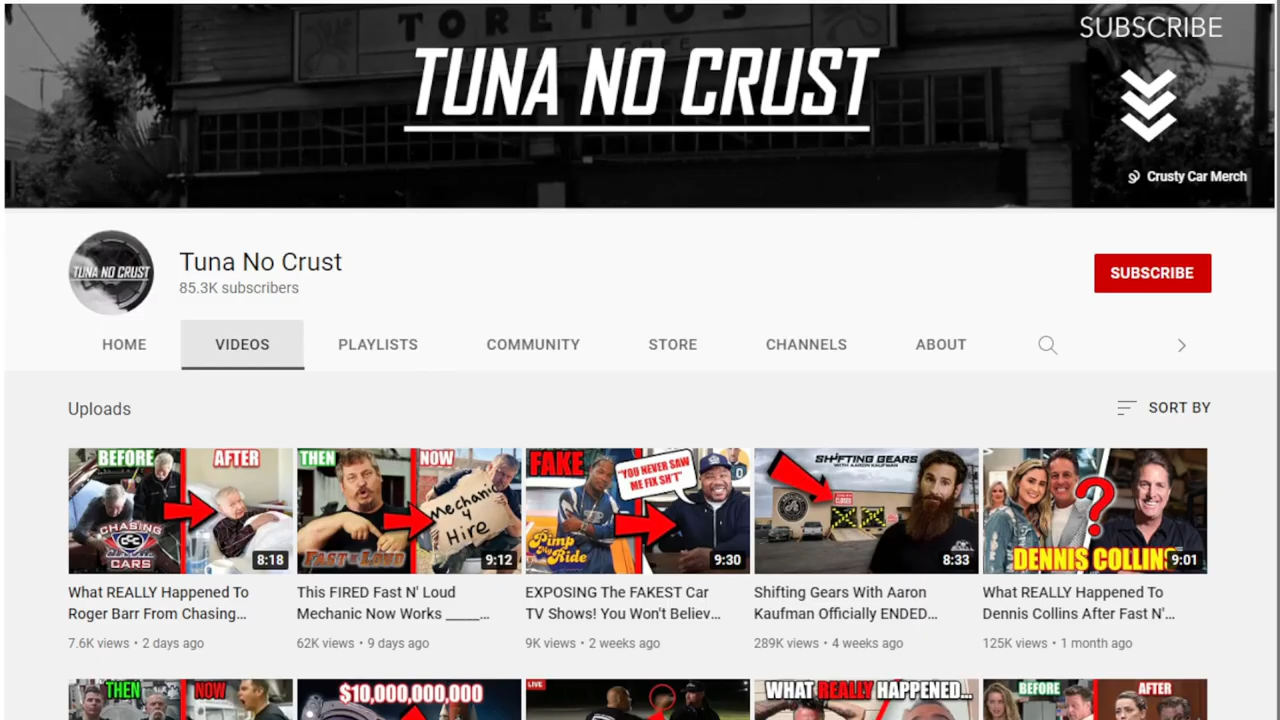 TORETTO'S
TUNA NO CRUST
SUBSCRIBE
Crusty Car Merch
TUNA NO CRUST
Tuna No Crust
85.3K subscribers
SUBSCRIBE
HOME
VIDEOS
PLAYLISTS
COMMUNITY
STORE
CHANNELS
ABOUT
Uploads
SORT BY
BEFORE
AFTER
CHASING
CCC
CARS
8:18
THEN
NOW
Mechanic
4
Hire
FAST N' LOUD
9:12
FAKE
"YOU NEVER SAW
ME FIX SH*T"
Pimp
My
Ride
9:30
SHIFTING GEARS
WITH AARON KAUFMAN
CLOSED
8:33
?
DENNIS COLLINS
9:01
What REALLY Happened To
Roger Barr From Chasing...
7.6K views • 2 days ago
This FIRED Fast N' Loud
Mechanic Now Works _____...
62K views • 9 days ago
EXPOSING The FAKEST Car
TV Shows! You Won't Believ...
9K views • 2 weeks ago
Shifting Gears With Aaron
Kaufman Officially ENDED...
289K views • 4 weeks ago
What REALLY Happened To
Dennis Collins After Fast N'...
125K views • 1 month ago
THEN
NOW
$10,000,000,000
LIVE
WHAT REALLY HAPPENED...
BEFORE
AFTER